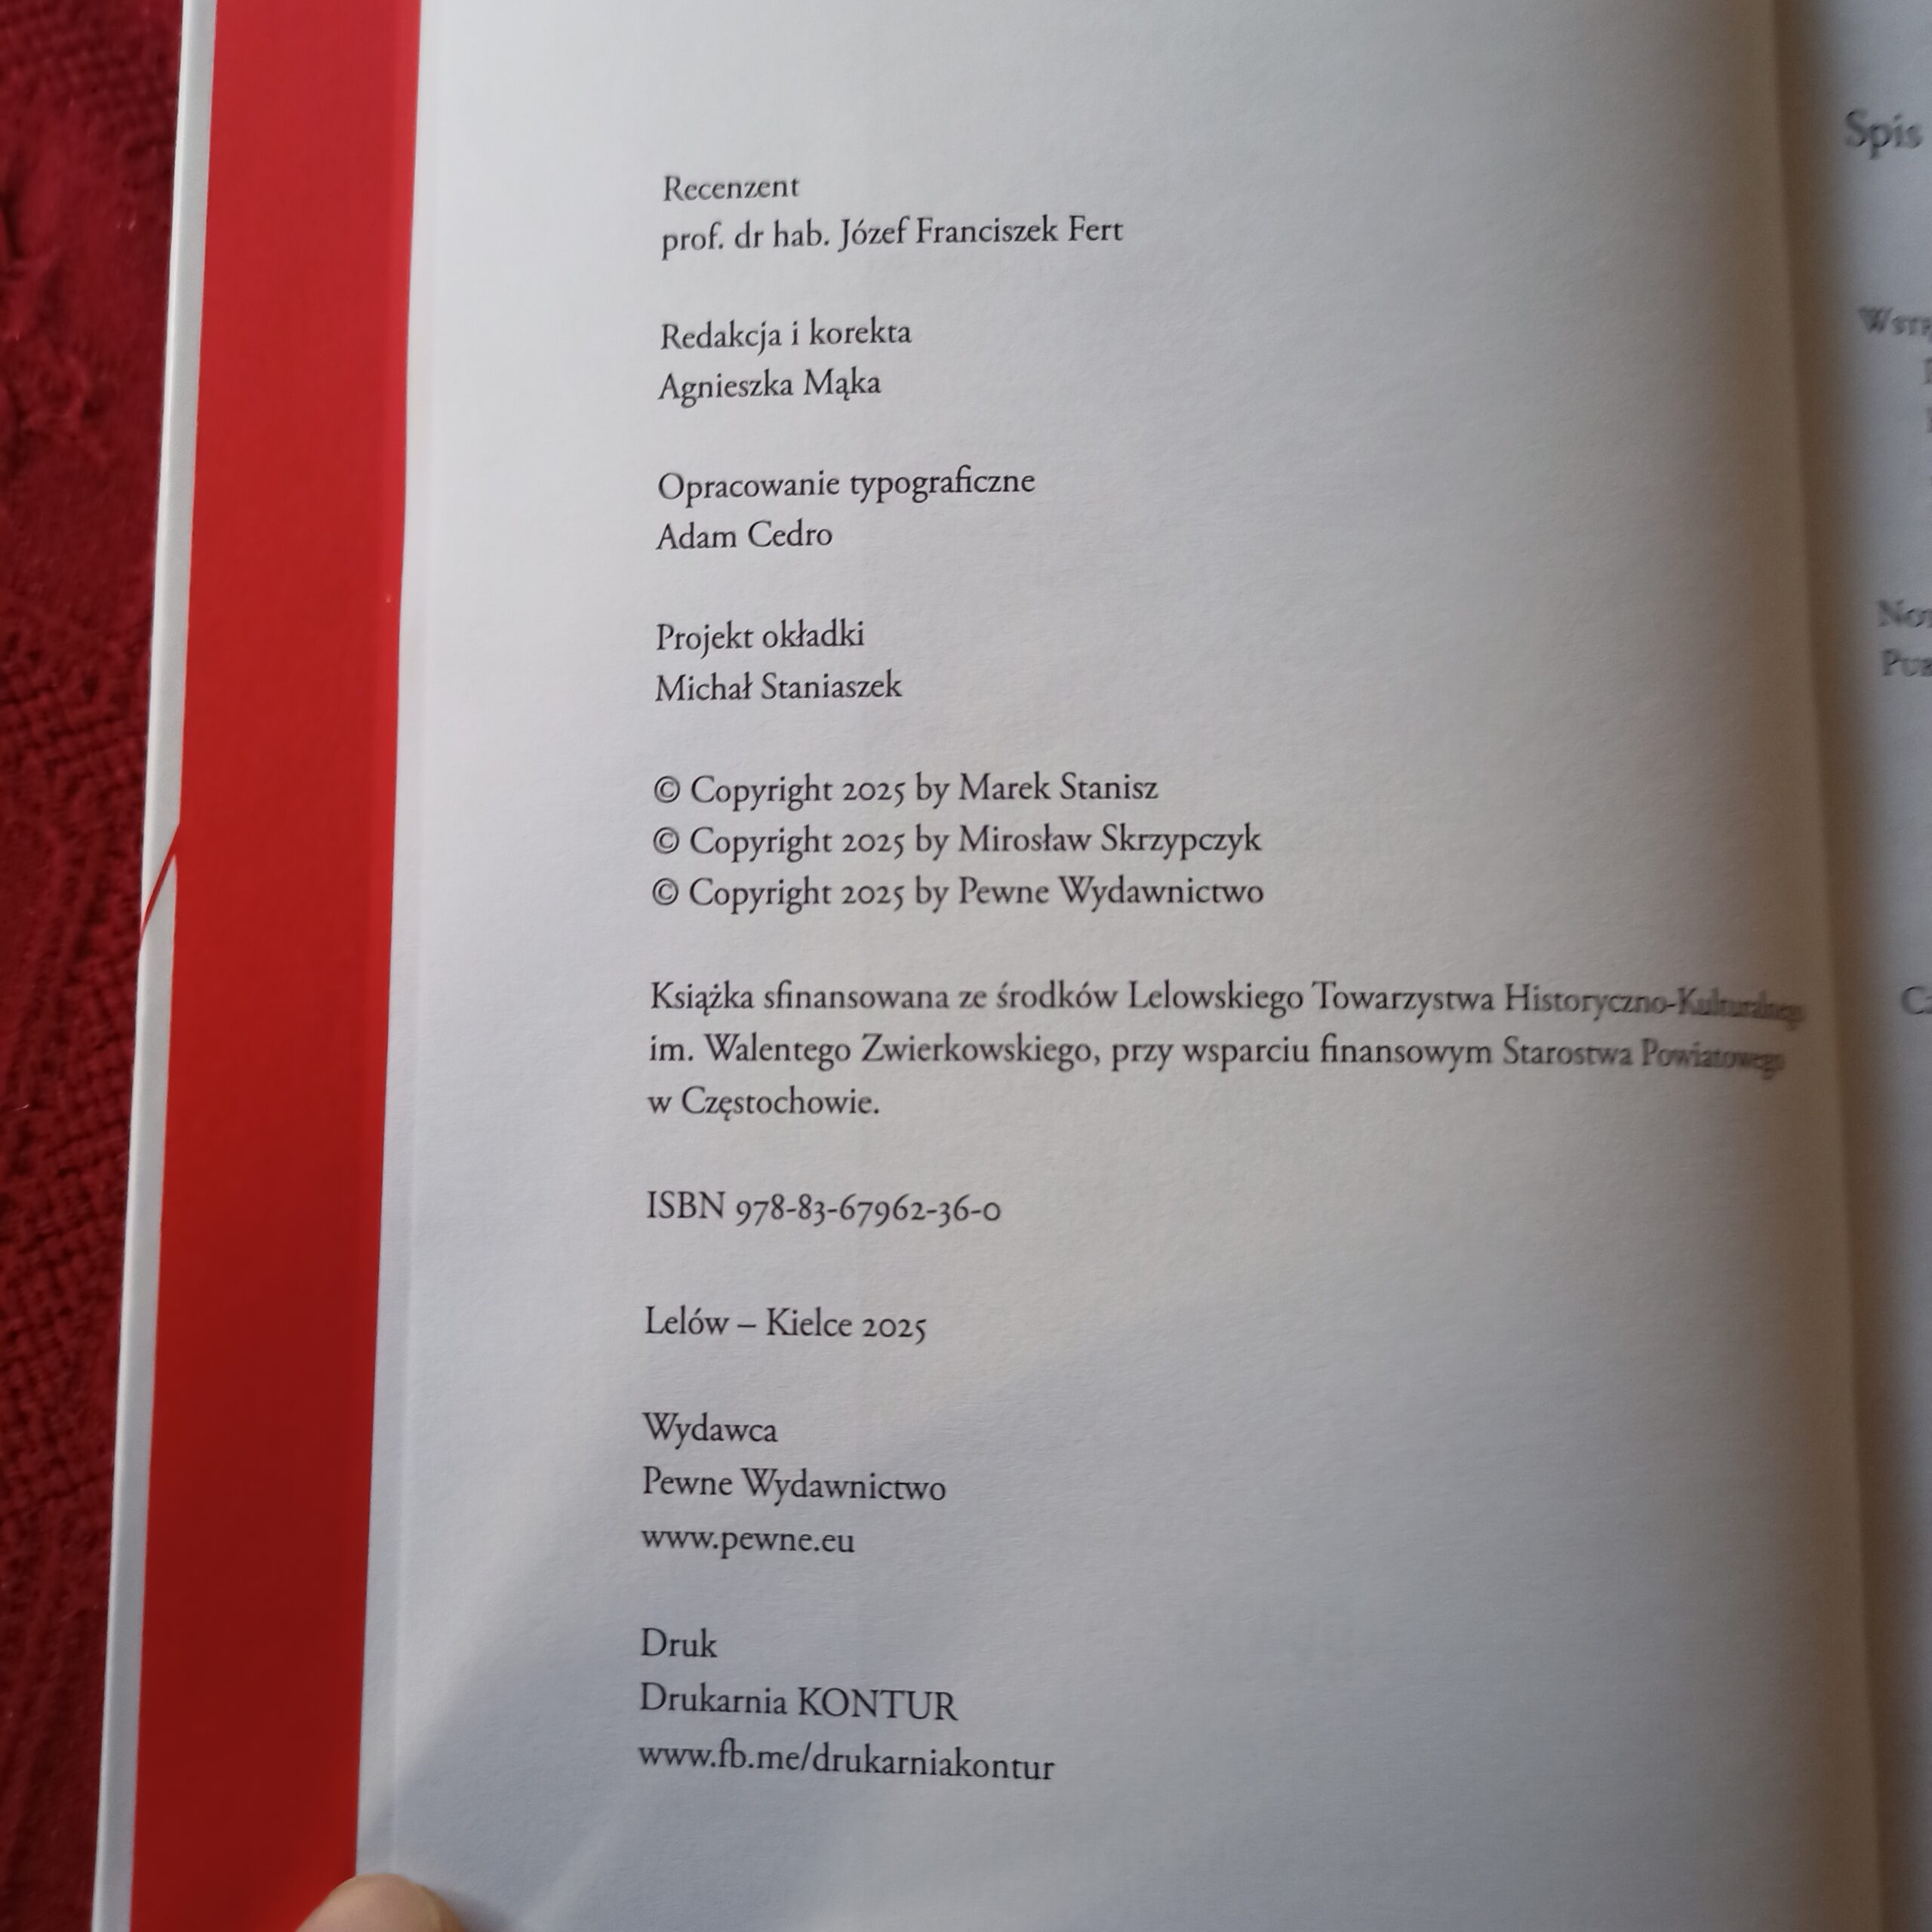 Recenzent
prof. dr hab. Józef Franciszek Fert
Redakcja i korekta
Agnieszka Mąka
Opracowanie typograficzne
Adam Cedro
Projekt okładki
Michał Staniaszek
© Copyright 2025 by Marek Stanisz
© Copyright 2025 by Mirosław Skrzypczyk
© Copyright 2025 by Pewne Wydawnictwo
Książka sfinansowana ze środków Lelowskiego Towarzystwa Historyczno-Kulturalnego
im. Walentego Zwierkowskiego, przy wsparciu finansowym Starostwa Powiatowego
w Częstochowie.
ISBN 978-83-67962-36-0
Lelów – Kielce 2025
Wydawca
Pewne Wydawnictwo
www.pewne.eu
Druk
Drukarnia KONTUR
www.fb.me/drukarniakontur
Spis